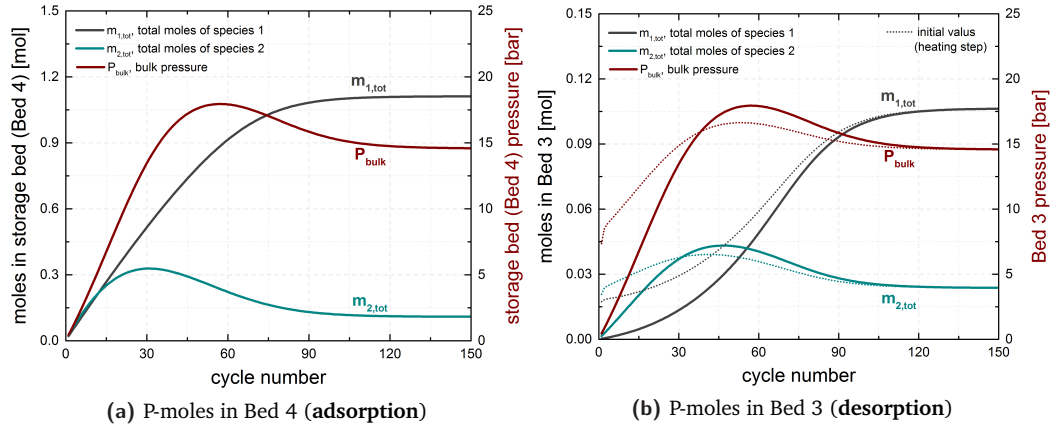 m1,tot, total moles of species 1
m2,tot, total moles of species 2
Pbulk, bulk pressure
m1,tot
Pbulk
m2,tot
moles in storage bed (Bed 4) [mol]
0.0
0.3
0.6
0.9
1.2
1.5
storage bed (Bed 4) pressure [bar]
0
5
10
15
20
25
0 30 60 90 120 150
cycle number
(a) P-moles in Bed 4 (adsorption)
m1,tot, total moles of species 1
m2,tot, total moles of species 2
Pbulk, bulk pressure
initial valus
(heating step)
m1,tot
Pbulk
m2,tot
moles in Bed 3 [mol]
0.00
0.03
0.06
0.09
0.12
0.15
Bed 3 pressure [bar]
0
5
10
15
20
25
0 30 60 90 120 150
cycle number
(b) P-moles in Bed 3 (desorption)